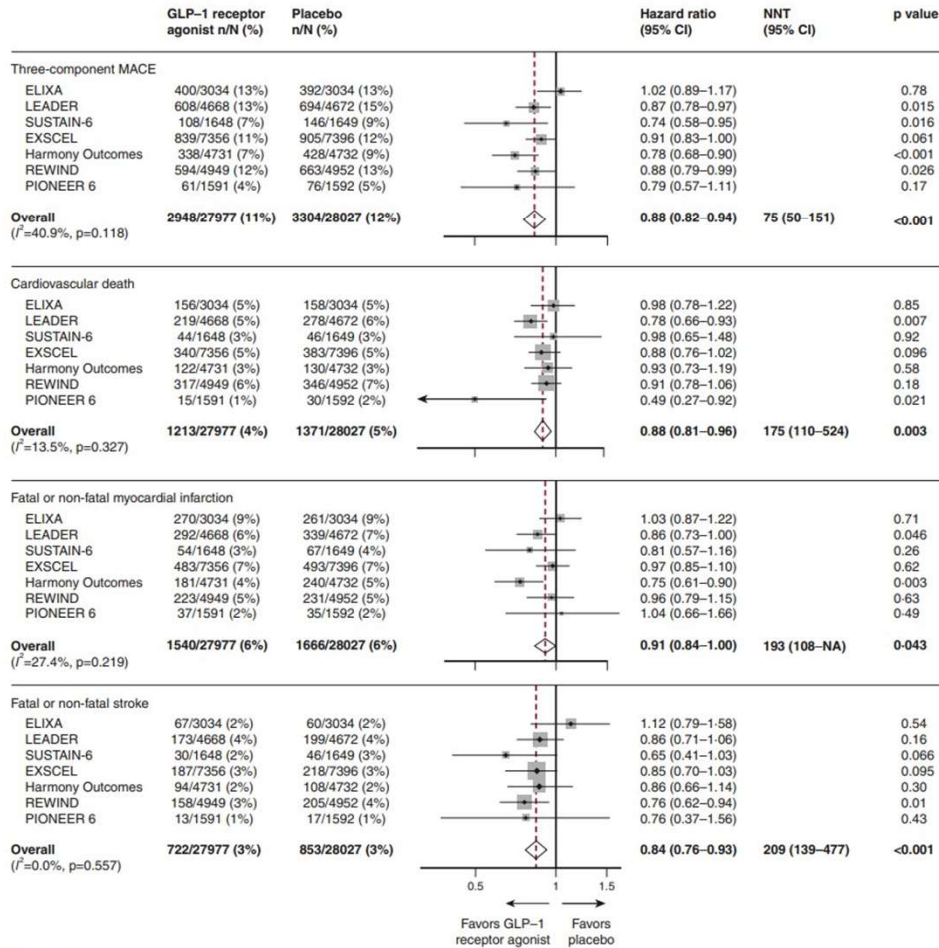 GLP–1 receptor agonist n/N (%) Placebo n/N (%) Hazard ratio (95% CI) NNT (95% CI) p value
Three-component MACE
ELIXA 400/3034 (13%) 392/3034 (13%) 1.02 (0.89–1.17) 0.78
LEADER 608/4668 (13%) 694/4672 (15%) 0.87 (0.78–0.97) 0.015
SUSTAIN-6 108/1648 (7%) 146/1649 (9%) 0.74 (0.58–0.95) 0.016
EXSCEL 839/7356 (11%) 905/7396 (12%) 0.91 (0.83–1.00) 0.061
Harmony Outcomes 338/4731 (7%) 428/4732 (9%) 0.78 (0.68–0.90) <0.001
REWIND 594/4949 (12%) 663/4952 (13%) 0.88 (0.79–0.99) 0.026
PIONEER 6 61/1591 (4%) 76/1592 (5%) 0.79 (0.57–1.11) 0.17
Overall 2948/27977 (11%) 3304/28027 (12%) 0.88 (0.82–0.94) 75 (50–151) <0.001
(I²=40.9%, p=0.118)
Cardiovascular death
ELIXA 156/3034 (5%) 158/3034 (5%) 0.98 (0.78–1.22) 0.85
LEADER 219/4668 (5%) 278/4672 (6%) 0.78 (0.66–0.93) 0.007
SUSTAIN-6 44/1648 (3%) 46/1649 (3%) 0.98 (0.65–1.48) 0.92
EXSCEL 340/7356 (5%) 383/7396 (5%) 0.88 (0.76–1.02) 0.096
Harmony Outcomes 122/4731 (3%) 130/4732 (3%) 0.93 (0.73–1.19) 0.58
REWIND 317/4949 (6%) 346/4952 (7%) 0.91 (0.78–1.06) 0.18
PIONEER 6 15/1591 (1%) 30/1592 (2%) 0.49 (0.27–0.92) 0.021
Overall 1213/27977 (4%) 1371/28027 (5%) 0.88 (0.81–0.96) 175 (110–524) 0.003
(I²=13.5%, p=0.327)
Fatal or non-fatal myocardial infarction
ELIXA 270/3034 (9%) 261/3034 (9%) 1.03 (0.87–1.22) 0.71
LEADER 292/4668 (6%) 339/4672 (7%) 0.86 (0.73–1.00) 0.046
SUSTAIN-6 54/1648 (3%) 67/1649 (4%) 0.81 (0.57–1.16) 0.26
EXSCEL 483/7356 (7%) 493/7396 (7%) 0.97 (0.85–1.10) 0.62
Harmony Outcomes 181/4731 (4%) 240/4732 (5%) 0.75 (0.61–0.90) 0·003
REWIND 223/4949 (5%) 231/4952 (5%) 0.96 (0.79–1.15) 0·63
PIONEER 6 37/1591 (2%) 35/1592 (2%) 1.04 (0.66–1.66) 0·49
Overall 1540/27977 (6%) 1666/28027 (6%) 0.91 (0.84–1.00) 193 (108–NA) 0·043
(I²=27.4%, p=0.219)
Fatal or non-fatal stroke
ELIXA 67/3034 (2%) 60/3034 (2%) 1.12 (0.79–1·58) 0.54
LEADER 173/4668 (4%) 199/4672 (4%) 0.86 (0.71–1·06) 0.16
SUSTAIN-6 30/1648 (2%) 46/1649 (3%) 0.65 (0.41–1.03) 0.066
EXSCEL 187/7356 (3%) 218/7396 (3%) 0.85 (0.70–1.03) 0.095
Harmony Outcomes 94/4731 (2%) 108/4732 (2%) 0.86 (0.66–1.14) 0.30
REWIND 158/4949 (3%) 205/4952 (4%) 0.76 (0.62–0.94) 0.01
PIONEER 6 13/1591 (1%) 17/1592 (1%) 0.76 (0.37–1.56) 0.43
Overall 722/27977 (3%) 853/28027 (3%) 0.84 (0.76–0.93) 209 (139–477) <0.001
(I²=0.0%, p=0.557)
0.5 1 1.5
Favors GLP–1 receptor agonist Favors placebo